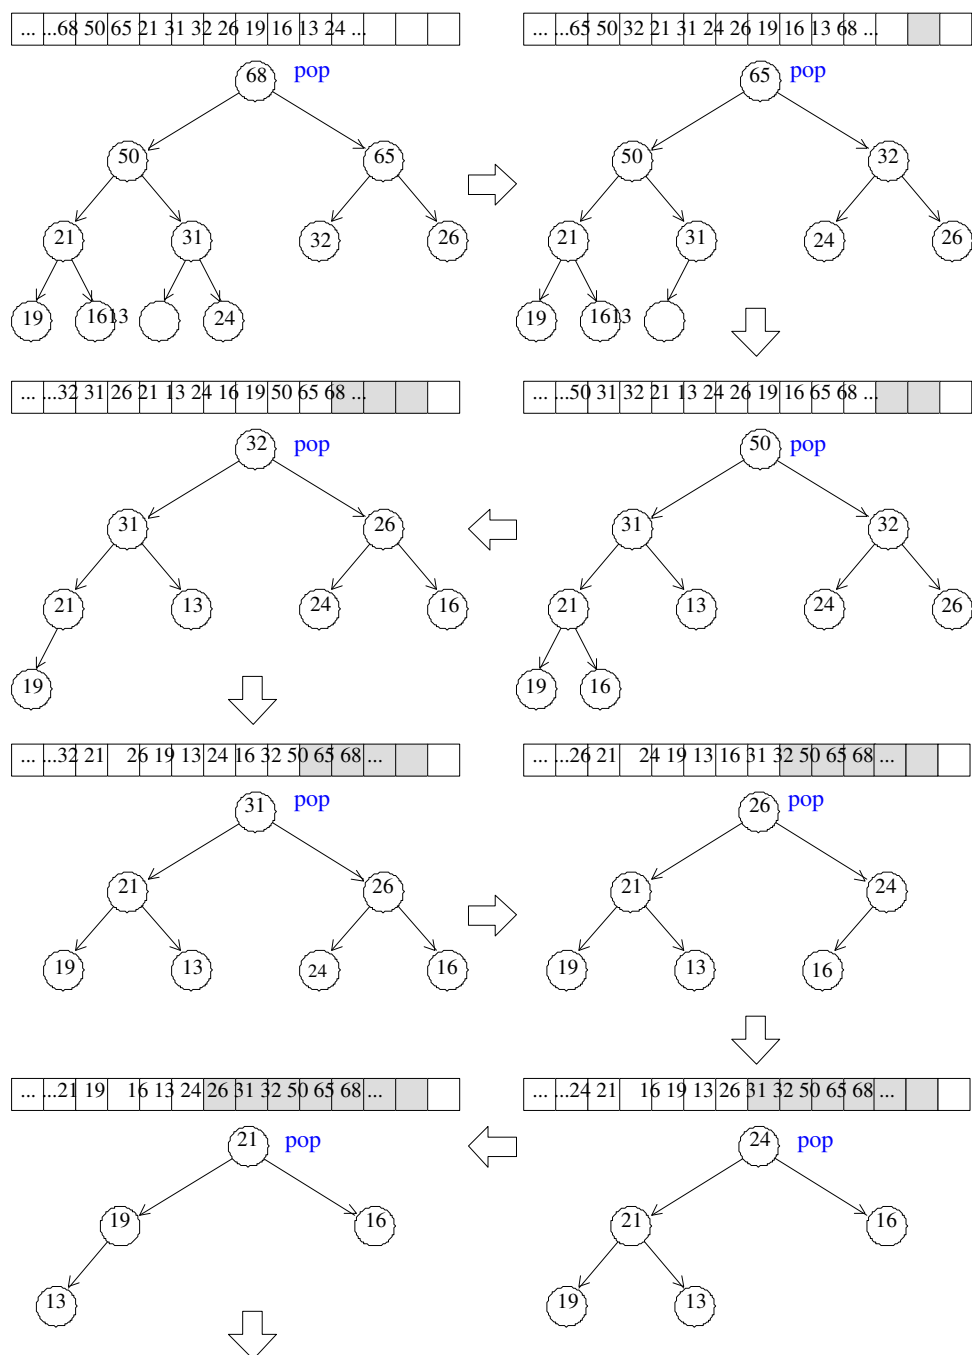 ... ...68 50 65 21 31 32 26 19 16 13 24 ...
68 pop
50 65
21 31 32 26
19 1613 24
... ...65 50 32 21 31 24 26 19 16 13 68 ...
65 pop
50 32
21 31 24 26
19 1613
... ...32 31 26 21 13 24 16 19 50 65 68 ...
32 pop
31 26
21 13 24 16
19
... ...50 31 32 21 13 24 26 19 16 65 68 ...
50 pop
31 32
21 13 24 26
19 16
... ...32 21 26 19 13 24 16 32 50 65 68 ...
31 pop
21 26
19 13 24 16
... ...26 21 24 19 13 16 31 32 50 65 68 ...
26 pop
21 24
19 13 16
... ...21 19 16 13 24 26 31 32 50 65 68 ...
21 pop
19 16
13
... ...24 21 16 19 13 26 31 32 50 65 68 ...
24 pop
21 16
19 13